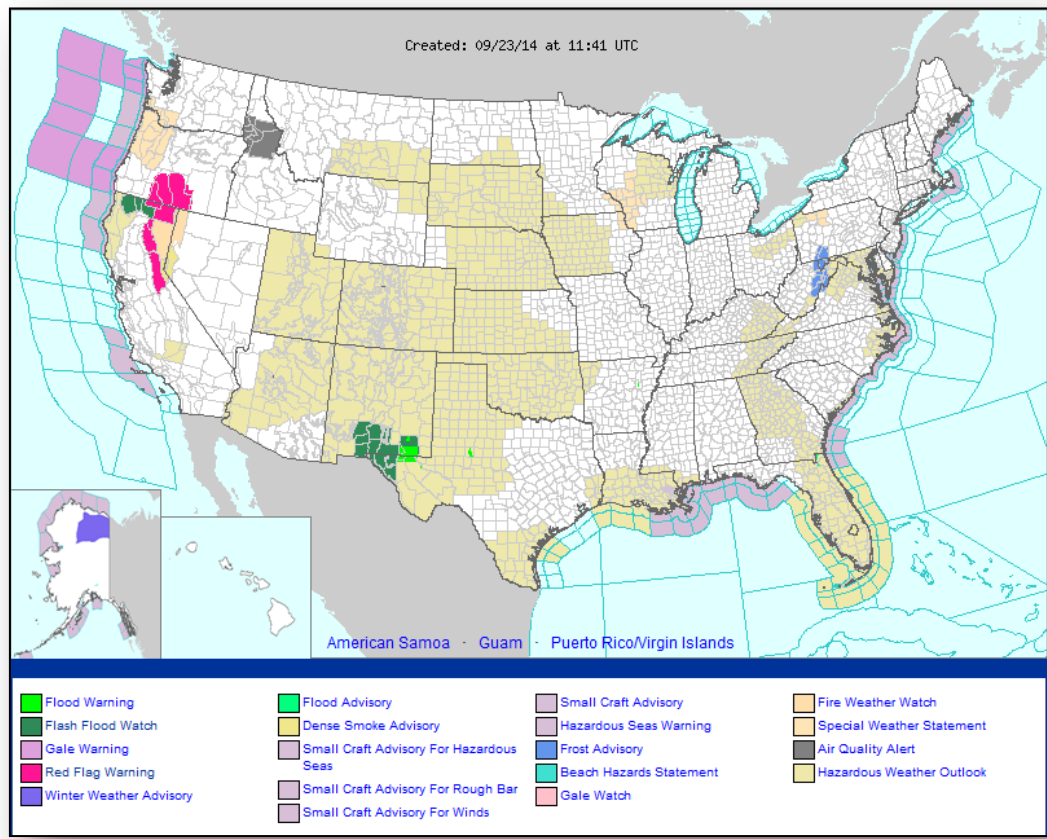 Created: 09/23/14 at 11:41 UTC
American Samoa · Guam · Puerto Rico/Virgin Islands
Flood Warning
Flash Flood Watch
Gale Warning
Red Flag Warning
Winter Weather Advisory
Flood Advisory
Dense Smoke Advisory
Small Craft Advisory For Hazardous
Seas
Small Craft Advisory For Rough Bar
Small Craft Advisory For Winds
Small Craft Advisory
Hazardous Seas Warning
Frost Advisory
Beach Hazards Statement
Gale Watch
Fire Weather Watch
Special Weather Statement
Air Quality Alert
Hazardous Weather Outlook